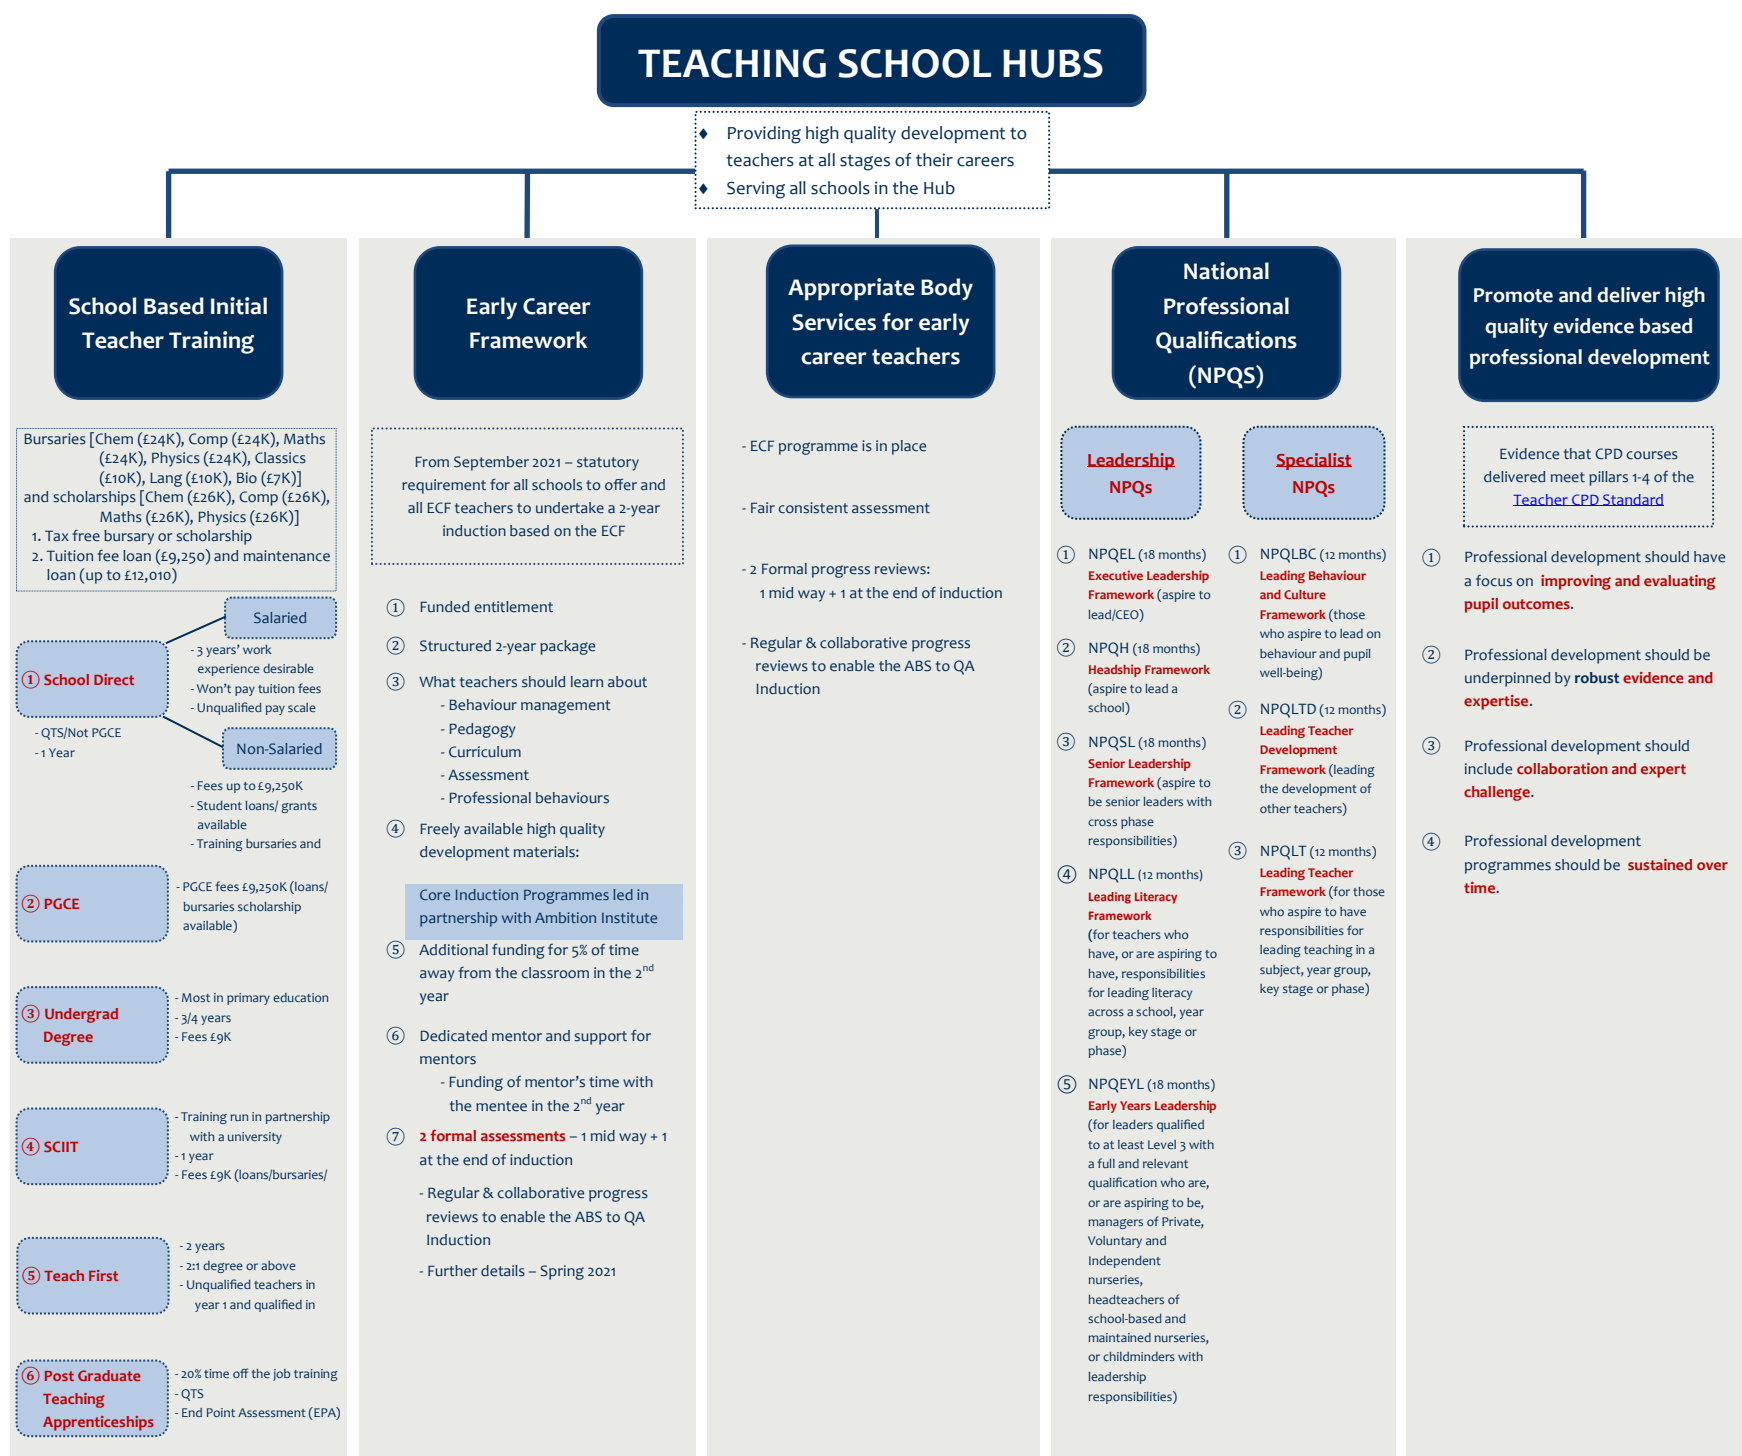 TEACHING SCHOOL HUBS
♦ Providing high quality development to
teachers at all stages of their careers
♦ Serving all schools in the Hub
School Based Initial
Teacher Training
Bursaries [Chem (£24K), Comp (£24K), Maths
(£24K), Physics (£24K), Classics
(£10K), Lang (£10K), Bio (£7K)]
and scholarships [Chem (£26K), Comp (£26K),
Maths (£26K), Physics (£26K)]
1. Tax free bursary or scholarship
2. Tuition fee loan (£9,250) and maintenance
loan (up to £12,010)
① School Direct
- QTS/Not PGCE
- 1 Year
Salaried
- 3 years’ work
experience desirable
- Won’t pay tuition fees
- Unqualified pay scale
Non-Salaried
- Fees up to £9,250K
- Student loans/ grants
available
- Training bursaries and
② PGCE
- PGCE fees £9,250K (loans/
bursaries scholarship
available)
③ Undergrad
Degree
- Most in primary education
- 3/4 years
- Fees £9K
④ SCIIT
- Training run in partnership
with a university
- 1 year
- Fees £9K (loans/bursaries/
⑤ Teach First
- 2 years
- 2:1 degree or above
- Unqualified teachers in
year 1 and qualified in
⑥ Post Graduate
Teaching
Apprenticeships
- 20% time off the job training
- QTS
- End Point Assessment (EPA)
Early Career
Framework
From September 2021 – statutory
requirement for all schools to offer and
all ECF teachers to undertake a 2-year
induction based on the ECF
① Funded entitlement
② Structured 2-year package
③ What teachers should learn about
- Behaviour management
- Pedagogy
- Curriculum
- Assessment
- Professional behaviours
④ Freely available high quality
development materials:
Core Induction Programmes led in
partnership with Ambition Institute
⑤ Additional funding for 5% of time
away from the classroom in the 2nd
year
⑥ Dedicated mentor and support for
mentors
- Funding of mentor’s time with
the mentee in the 2nd year
⑦ 2 formal assessments – 1 mid way + 1
at the end of induction
- Regular & collaborative progress
reviews to enable the ABS to QA
Induction
- Further details – Spring 2021
Appropriate Body
Services for early
career teachers
- ECF programme is in place
- Fair consistent assessment
- 2 Formal progress reviews:
1 mid way + 1 at the end of induction
- Regular & collaborative progress
reviews to enable the ABS to QA
Induction
National
Professional
Qualifications
(NPQS)
Leadership
NPQs
① NPQEL (18 months)
Executive Leadership
Framework (aspire to
lead/CEO)
② NPQH (18 months)
Headship Framework
(aspire to lead a
school)
③ NPQSL (18 months)
Senior Leadership
Framework (aspire to
be senior leaders with
cross phase
responsibilities)
④ NPQLL (12 months)
Leading Literacy
Framework
(for teachers who
have, or are aspiring to
have, responsibilities
for leading literacy
across a school, year
group, key stage or
phase)
⑤ NPQEYL (18 months)
Early Years Leadership
(for leaders qualified
to at least Level 3 with
a full and relevant
qualification who are,
or are aspiring to be,
managers of Private,
Voluntary and
Independent
nurseries,
headteachers of
school-based and
maintained nurseries,
or childminders with
leadership
responsibilities)
Specialist
NPQs
① NPQLBC (12 months)
Leading Behaviour
and Culture
Framework (those
who aspire to lead on
behaviour and pupil
well-being)
② NPQLTD (12 months)
Leading Teacher
Development
Framework (leading
the development of
other teachers)
③ NPQLT (12 months)
Leading Teacher
Framework (for those
who aspire to have
responsibilities for
leading teaching in a
subject, year group,
key stage or phase)
Promote and deliver high
quality evidence based
professional development
Evidence that CPD courses
delivered meet pillars 1-4 of the
Teacher CPD Standard
① Professional development should have
a focus on improving and evaluating
pupil outcomes.
② Professional development should be
underpinned by robust evidence and
expertise.
③ Professional development should
include collaboration and expert
challenge.
④ Professional development
programmes should be sustained over
time.